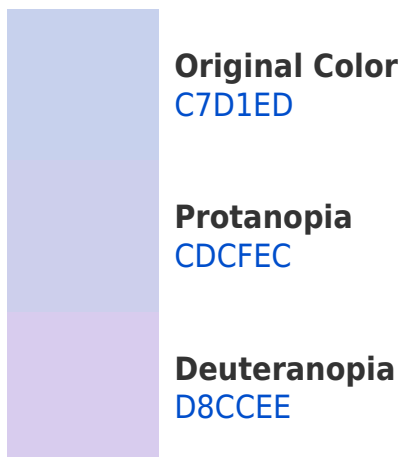 Original Color
C7D1ED
Protanopia
CDCFEC
Deuteranopia
D8CCEE